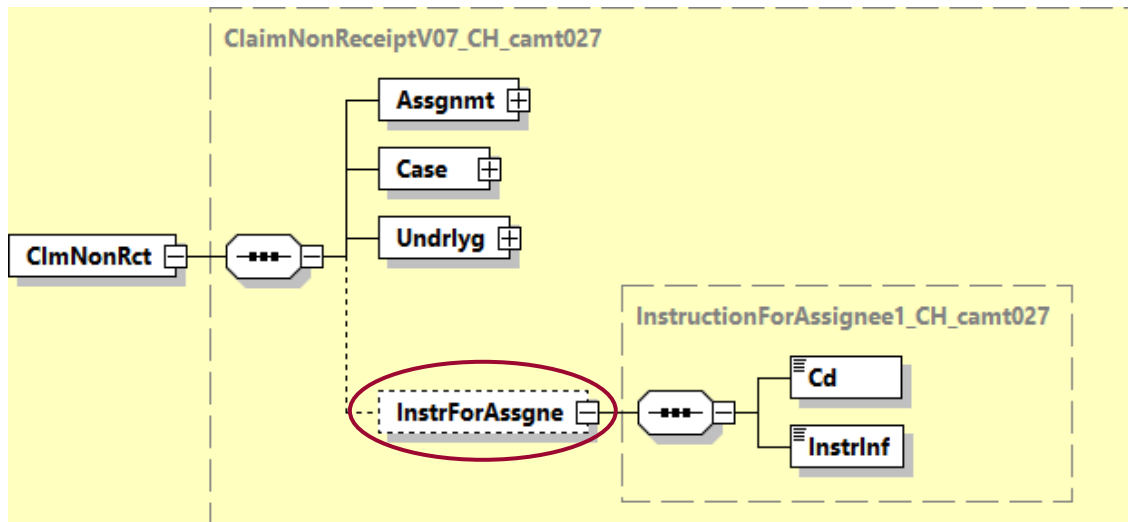 ClaimNonReceiptV07_CH_camt027
Assgnmt
Case
Undrlyg
ClmNonRct
InstructionForAssignee1_CH_camt027
Cd
InstrForAssgne
InstrInf